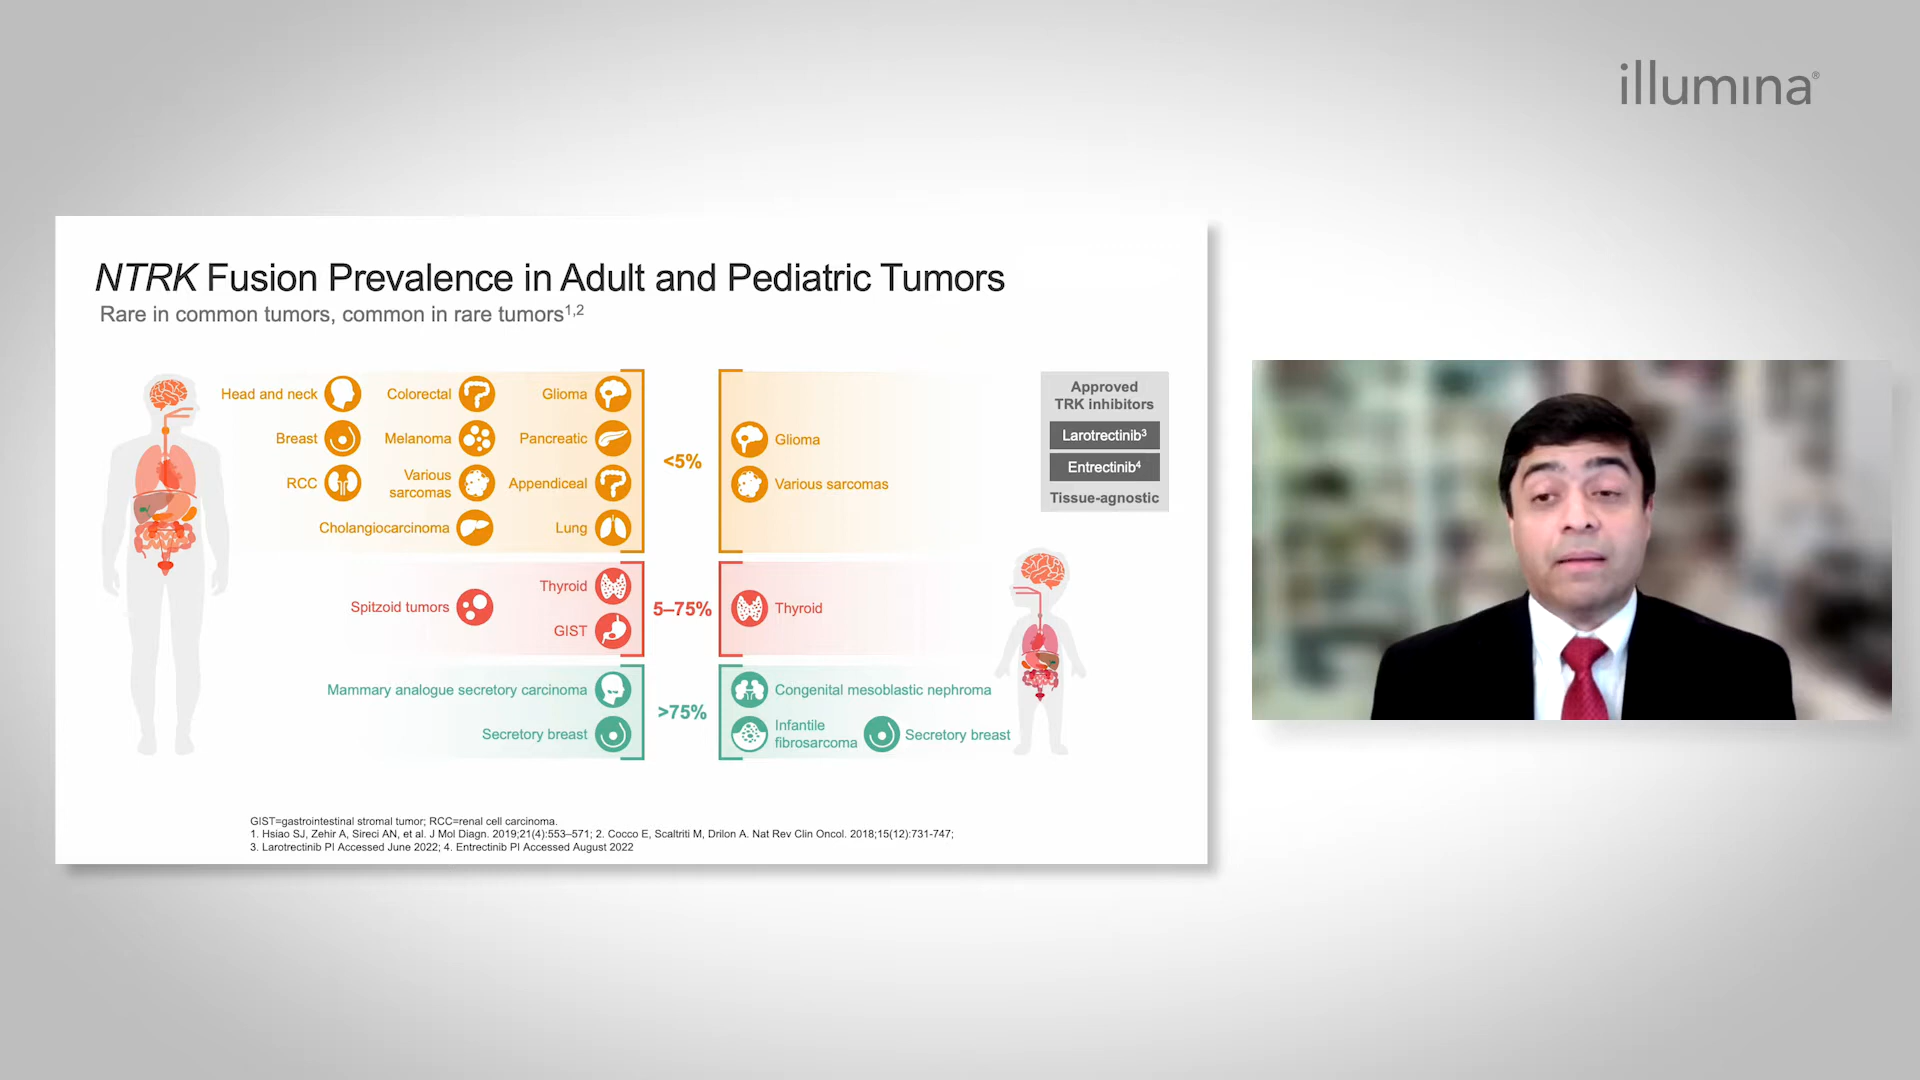 illumina®
NTRK Fusion Prevalence in Adult and Pediatric Tumors
Rare in common tumors, common in rare tumors1,2
Head and neck
Colorectal
Glioma
Breast
Melanoma
Pancreatic
RCC
Various
sarcomas
Appendiceal
Cholangiocarcinoma
Lung
<5%
Glioma
Various sarcomas
Approved
TRK inhibitors
Larotrectinib3
Entrectinib4
Tissue-agnostic
Spitzoid tumors
Thyroid
GIST
5–75%
Thyroid
Mammary analogue secretory carcinoma
Secretory breast
>75%
Congenital mesoblastic nephroma
Infantile
fibrosarcoma
Secretory breast
GIST=gastrointestinal stromal tumor; RCC=renal cell carcinoma.
1. Hsiao SJ, Zehir A, Sireci AN, et al. J Mol Diagn. 2019;21(4):553–571; 2. Cocco E, Scaltriti M, Drilon A. Nat Rev Clin Oncol. 2018;15(12):731-747;
3. Larotrectinib PI Accessed June 2022; 4. Entrectinib PI Accessed August 2022